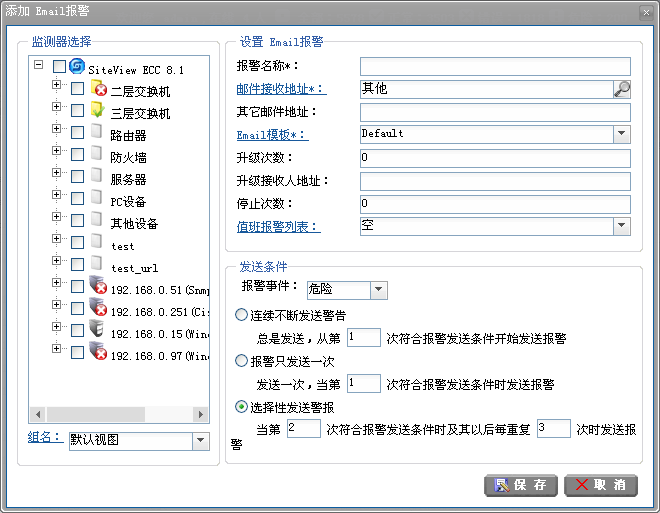 添加 Email报警
监测器选择
SiteView ECC 8.1
二层交换机
三层交换机
路由器
防火墙
服务器
PC设备
其他设备
test
test_url
192.168.0.51(Snmp
192.168.0.251(Cis
192.168.0.15(Wind
192.168.0.97(Wind
组名： 默认视图
设置 Email报警
报警名称*：
邮件接收地址*： 其他
其它邮件地址：
Email模板*： Default
升级次数： 0
升级接收人地址：
停止次数： 0
值班报警列表： 空
发送条件
报警事件： 危险
连续不断发送警告
总是发送，从第 1 次符合报警发送条件开始发送报警
报警只发送一次
发送一次，当第 1 次符合报警发送条件时发送报警
选择性发送警报
当第 2 次符合报警发送条件时及其以后每重复 3 次时发送报
警
保 存 取 消